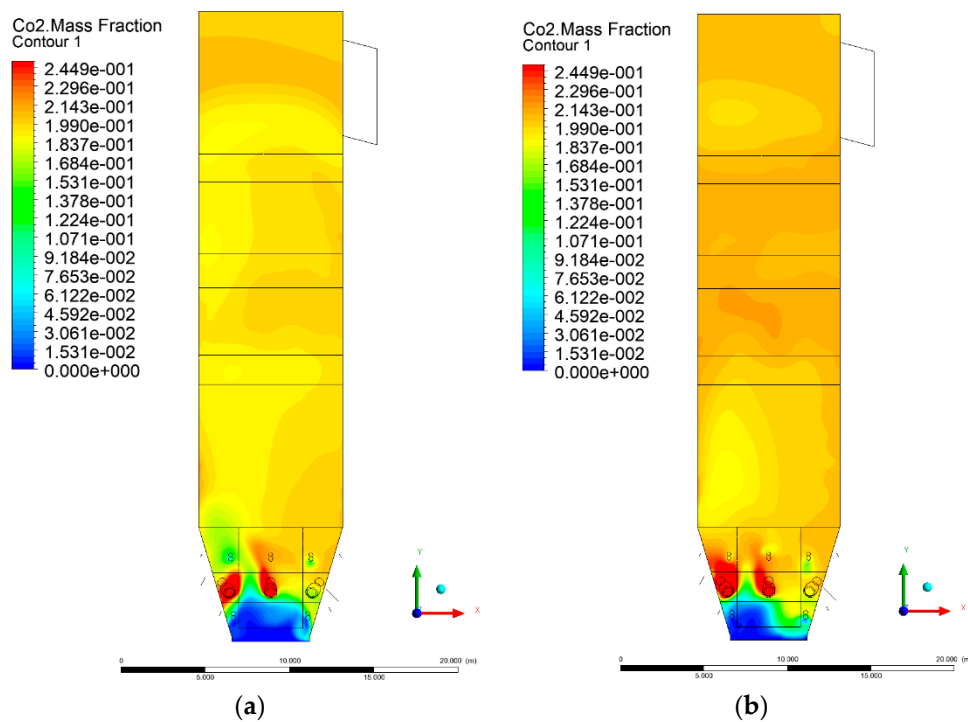 Co2.Mass Fraction
Contour 1
2.449e-001
2.296e-001
2.143e-001
1.990e-001
1.837e-001
1.684e-001
1.531e-001
1.378e-001
1.224e-001
1.071e-001
9.184e-002
7.653e-002
6.122e-002
4.592e-002
3.061e-002
1.531e-002
0.000e+000
Y
X
0 10.000 20.000 (m)
5.000 15.000
(a)
Co2.Mass Fraction
Contour 1
2.449e-001
2.296e-001
2.143e-001
1.990e-001
1.837e-001
1.684e-001
1.531e-001
1.378e-001
1.224e-001
1.071e-001
9.184e-002
7.653e-002
6.122e-002
4.592e-002
3.061e-002
1.531e-002
0.000e+000
Y
X
0 10.000 20.000 (m)
5.000 15.000
(b)